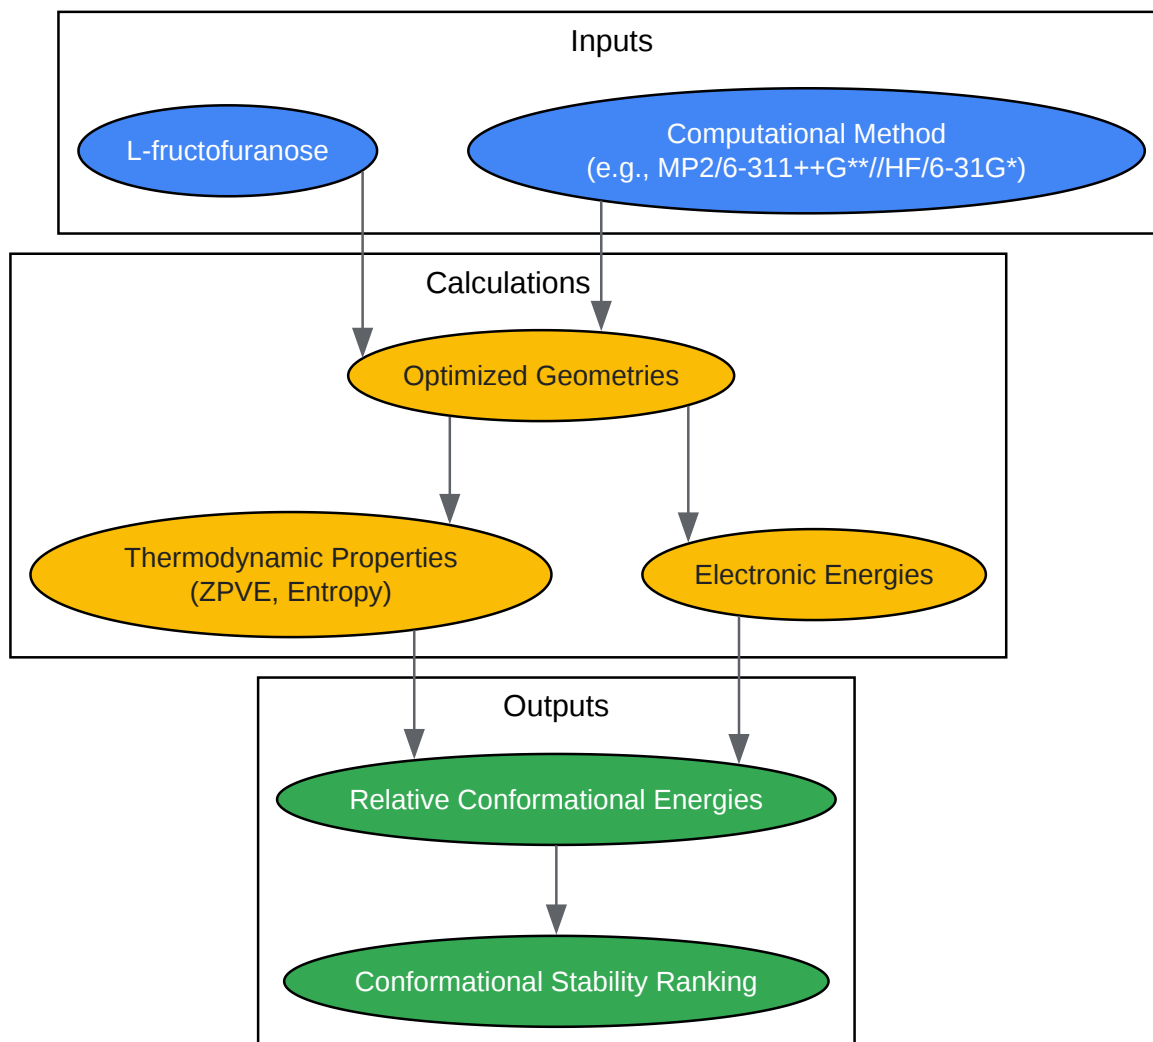 Inputs
L-fructofuranose
Computational Method
(e.g., MP2/6-311++G**//HF/6-31G*)
Calculations
Optimized Geometries
Thermodynamic Properties
(ZPVE, Entropy)
Electronic Energies
Outputs
Relative Conformational Energies
Conformational Stability Ranking